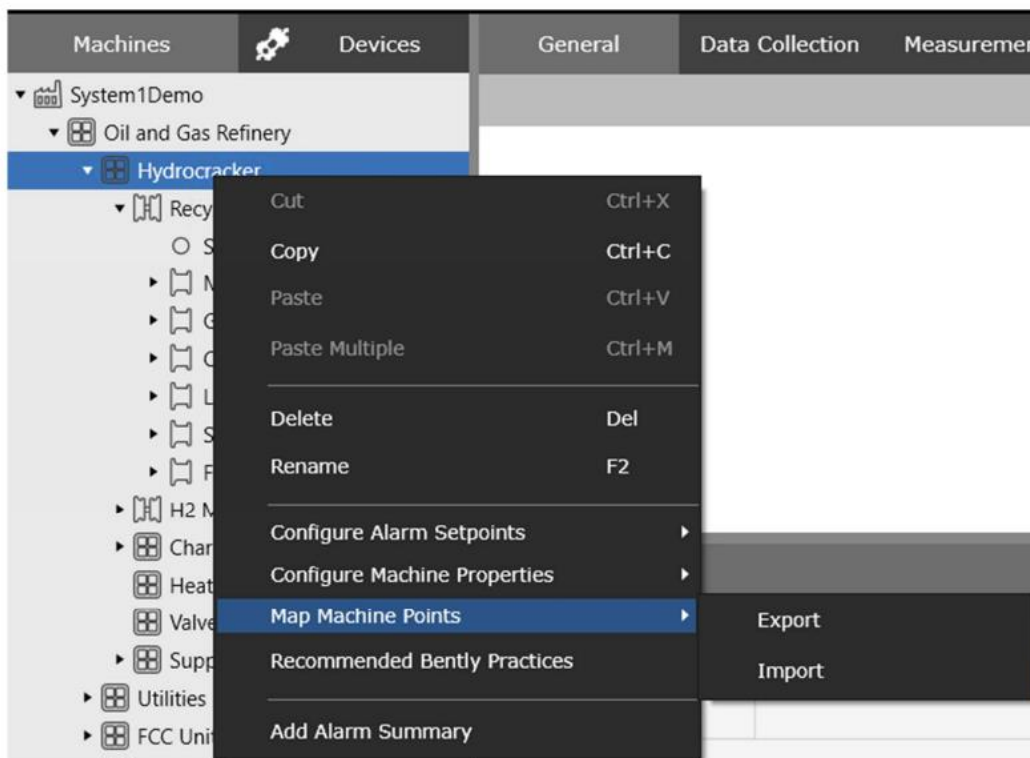 Machines Devices General Data Collection
System1Demo
Oil and Gas Refinery
Hydrocracker
Cut Ctrl+X
Copy Ctrl+C
Paste Ctrl+V
Paste Multiple Ctrl+M
Delete Del
Rename F2
H2
Configure Alarm Setpoints
Configure Machine Properties
Map Machine Points
Export
Recommended Bently Practices
Import
Utilities
FCC
Add Alarm Summary